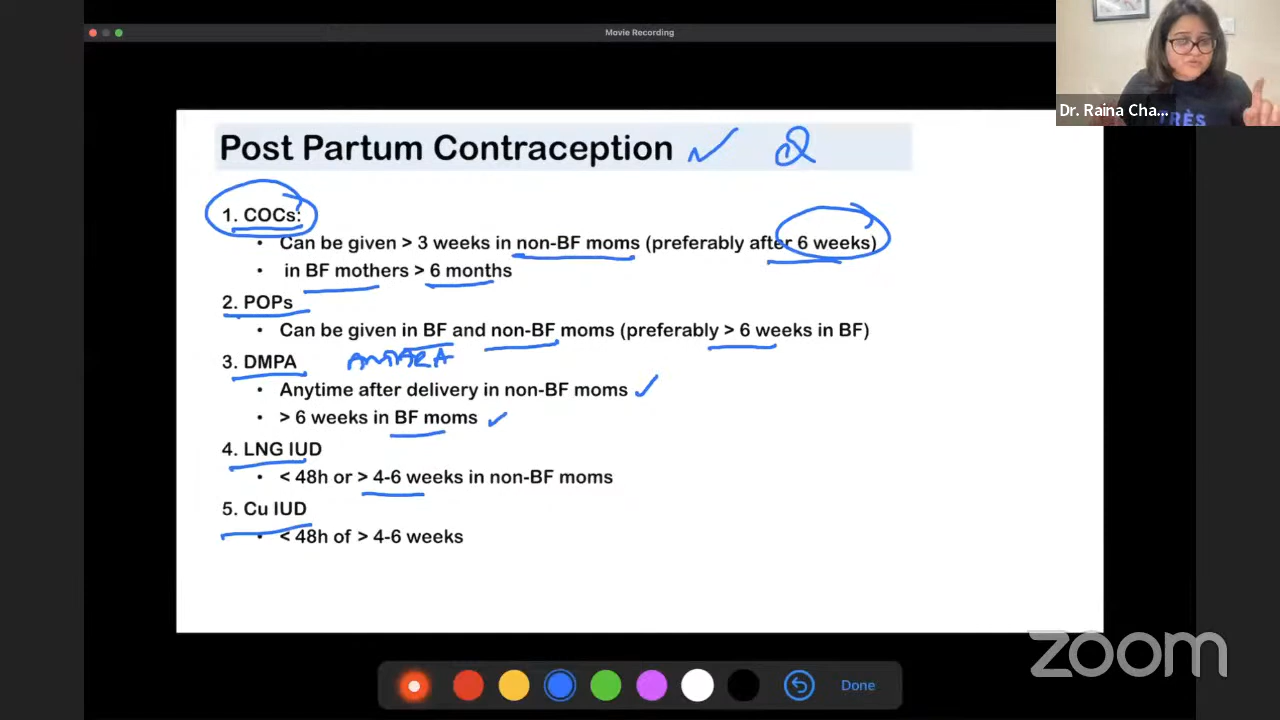 Movie Recording
Dr. Raina Cha...
RÈS
Post Partum Contraception
1. COCs:
• Can be given > 3 weeks in non-BF moms (preferably after 6 weeks)
• in BF mothers > 6 months
2. POPs
• Can be given in BF and non-BF moms (preferably > 6 weeks in BF)
3. DMPA ANTARA
• Anytime after delivery in non-BF moms
• > 6 weeks in BF moms
4. LNG IUD
• < 48h or > 4-6 weeks in non-BF moms
5. Cu IUD
• < 48h of > 4-6 weeks
zoom
Done